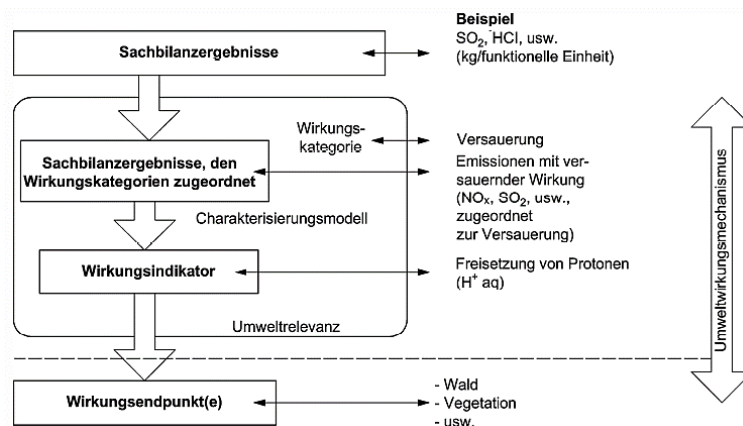 Beispiel
SO₂, HCl, usw.
(kg/funktionelle Einheit)
Sachbilanzergebnisse
Wirkungs-
kategorie
Versauerung
Sachbilanzergebnisse, den
Wirkungskategorien zugeordnet
Emissionen mit ver-
sauernder Wirkung
(NOₓ, SO₂, usw.,
zugeordnet
zur Versauerung)
Charakterisierungsmodell
Wirkungsindikator
Freisetzung von Protonen
(H⁺ aq)
Umweltrelevanz
Umweltwirkungsmechanismus
Wirkungsendpunkt(e)
- Wald
- Vegetation
- usw.